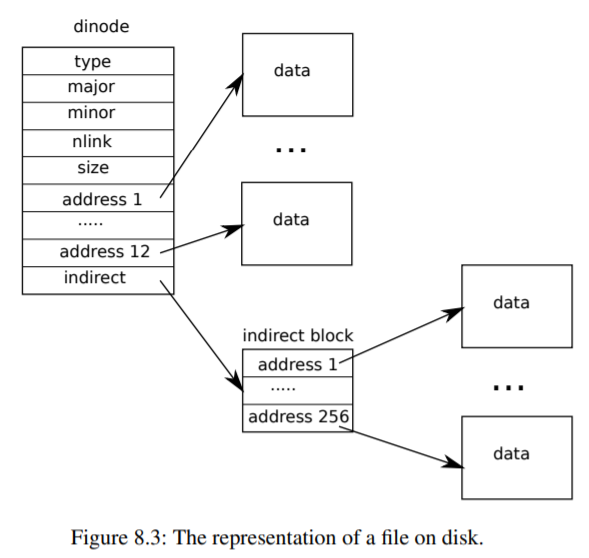 dinode
type
major
minor
nlink
size
address 1
.....
address 12
indirect
data
...
data
indirect block
address 1
.....
address 256
data
...
data
Figure 8.3: The representation of a file on disk.